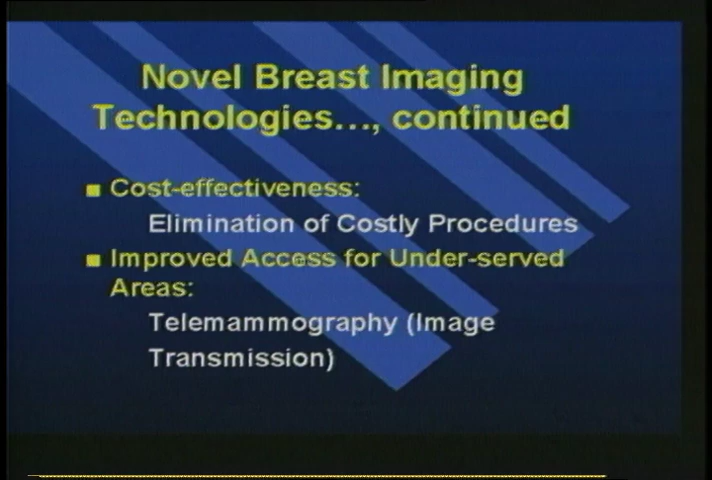 Novel Breast Imaging
Technologies..., continued
Cost-effectiveness:
Elimination of Costly Procedures
Improved Access for Under-served
Areas:
Telemammography (Image
Transmission)